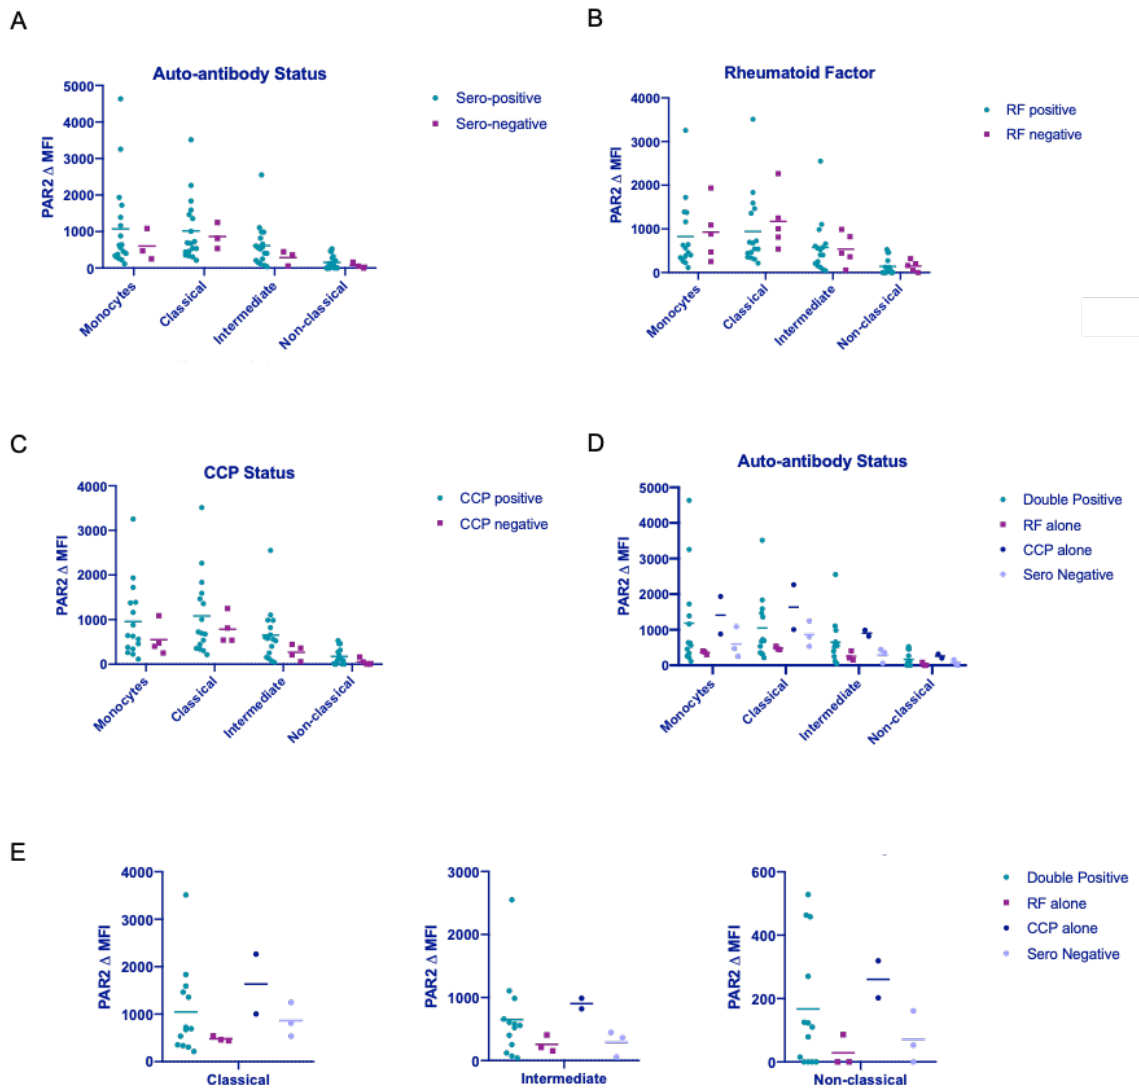 A
B
Auto-antibody Status
PAR2 Δ MFI
5000
4000
3000
2000
1000
0
Monocytes
Classical
Intermediate
Non-classical
Sero-positive
Sero-negative
Rheumatoid Factor
PAR2 Δ MFI
4000
3000
2000
1000
0
Monocytes
Classical
Intermediate
Non-classical
RF positive
RF negative
C
D
CCP Status
PAR2 Δ MFI
4000
3000
2000
1000
0
Monocytes
Classical
Intermediate
Non-classical
CCP positive
CCP negative
Auto-antibody Status
PAR2 Δ MFI
5000
4000
3000
2000
1000
0
Monocytes
Classical
Intermediate
Non-classical
Double Positive
RF alone
CCP alone
Sero Negative
E
PAR2 Δ MFI
4000
3000
2000
1000
0
Classical
PAR2 Δ MFI
3000
2000
1000
0
Intermediate
PAR2 Δ MFI
600
400
200
0
Non-classical
Double Positive
RF alone
CCP alone
Sero Negative